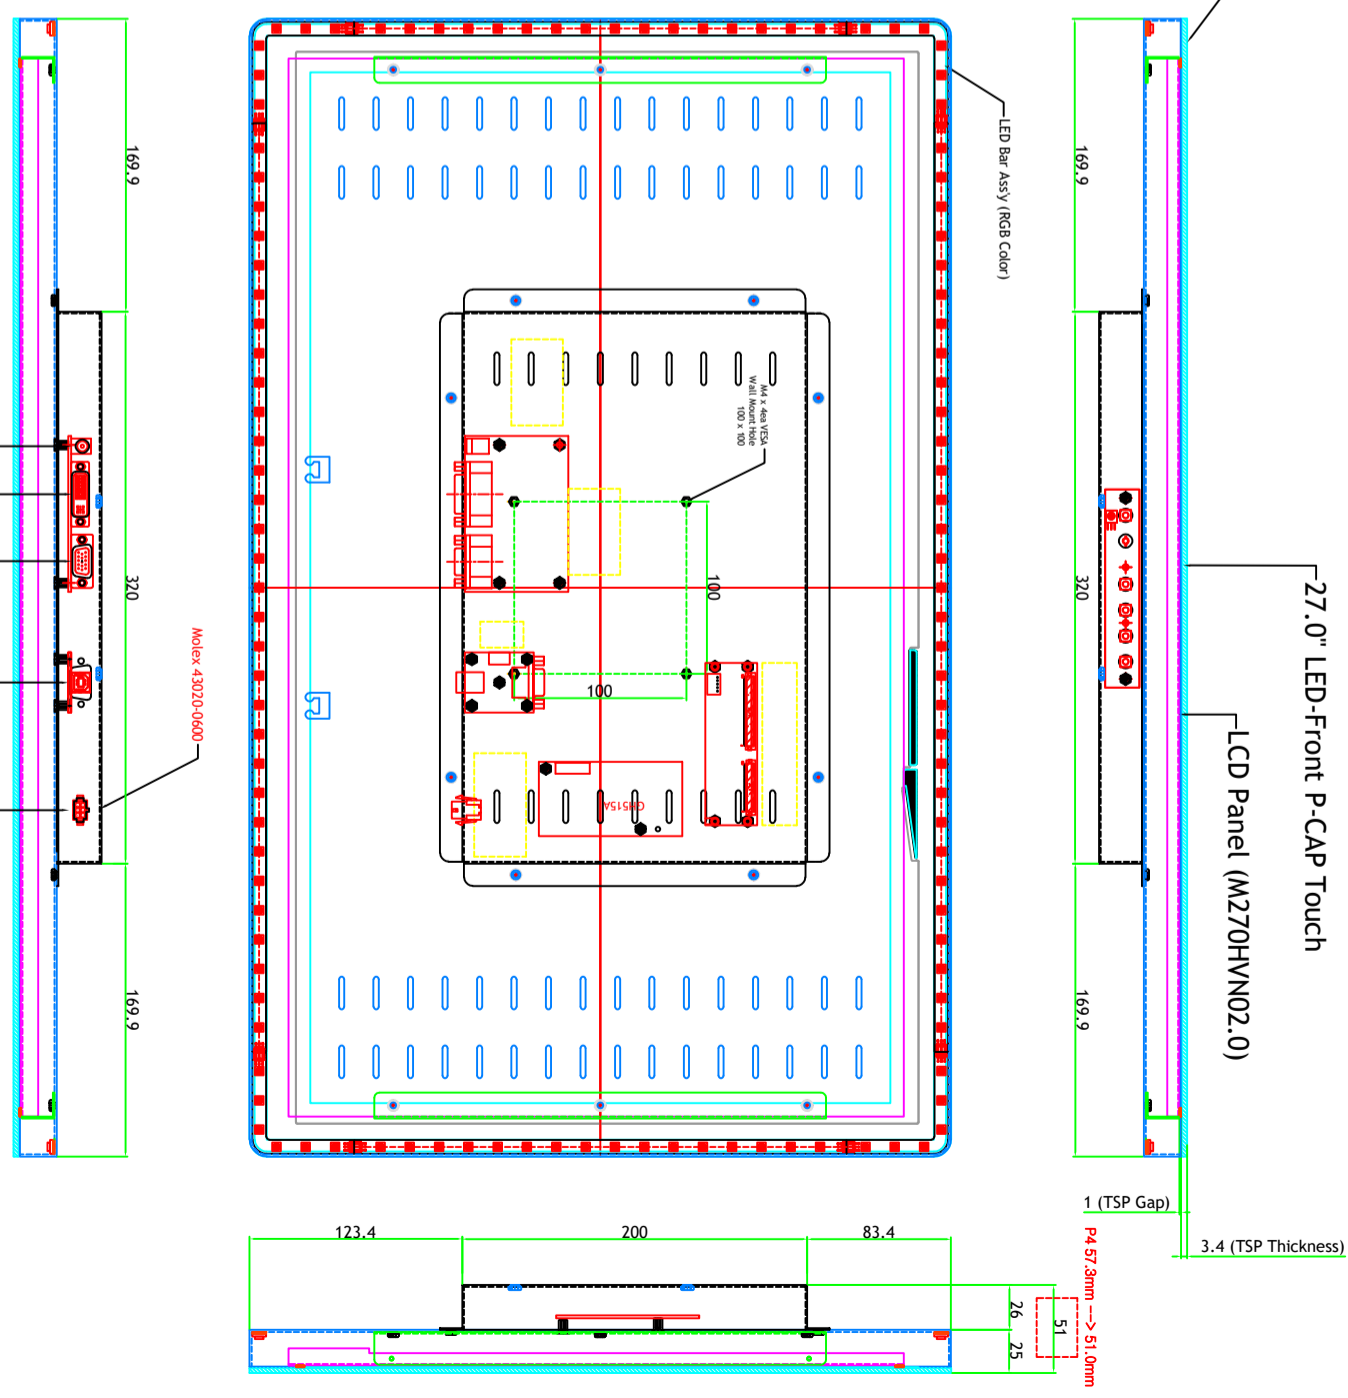 169.9
320
169.9
Molex 43020-0600
LED Bar Ass'y (RGB Color)
M4 x 4ea VESA
Wall Mount Hole
100 x 100
100
100
GH515A
169.9
320
169.9
27.0" LED-Front P-CAP Touch
LCD Panel (M270HVN02.0)
1 (TSP Gap)
3.4 (TSP Thickness)
P4 57.3mm --> 51.0mm
123.4
200
83.4
26
51
25